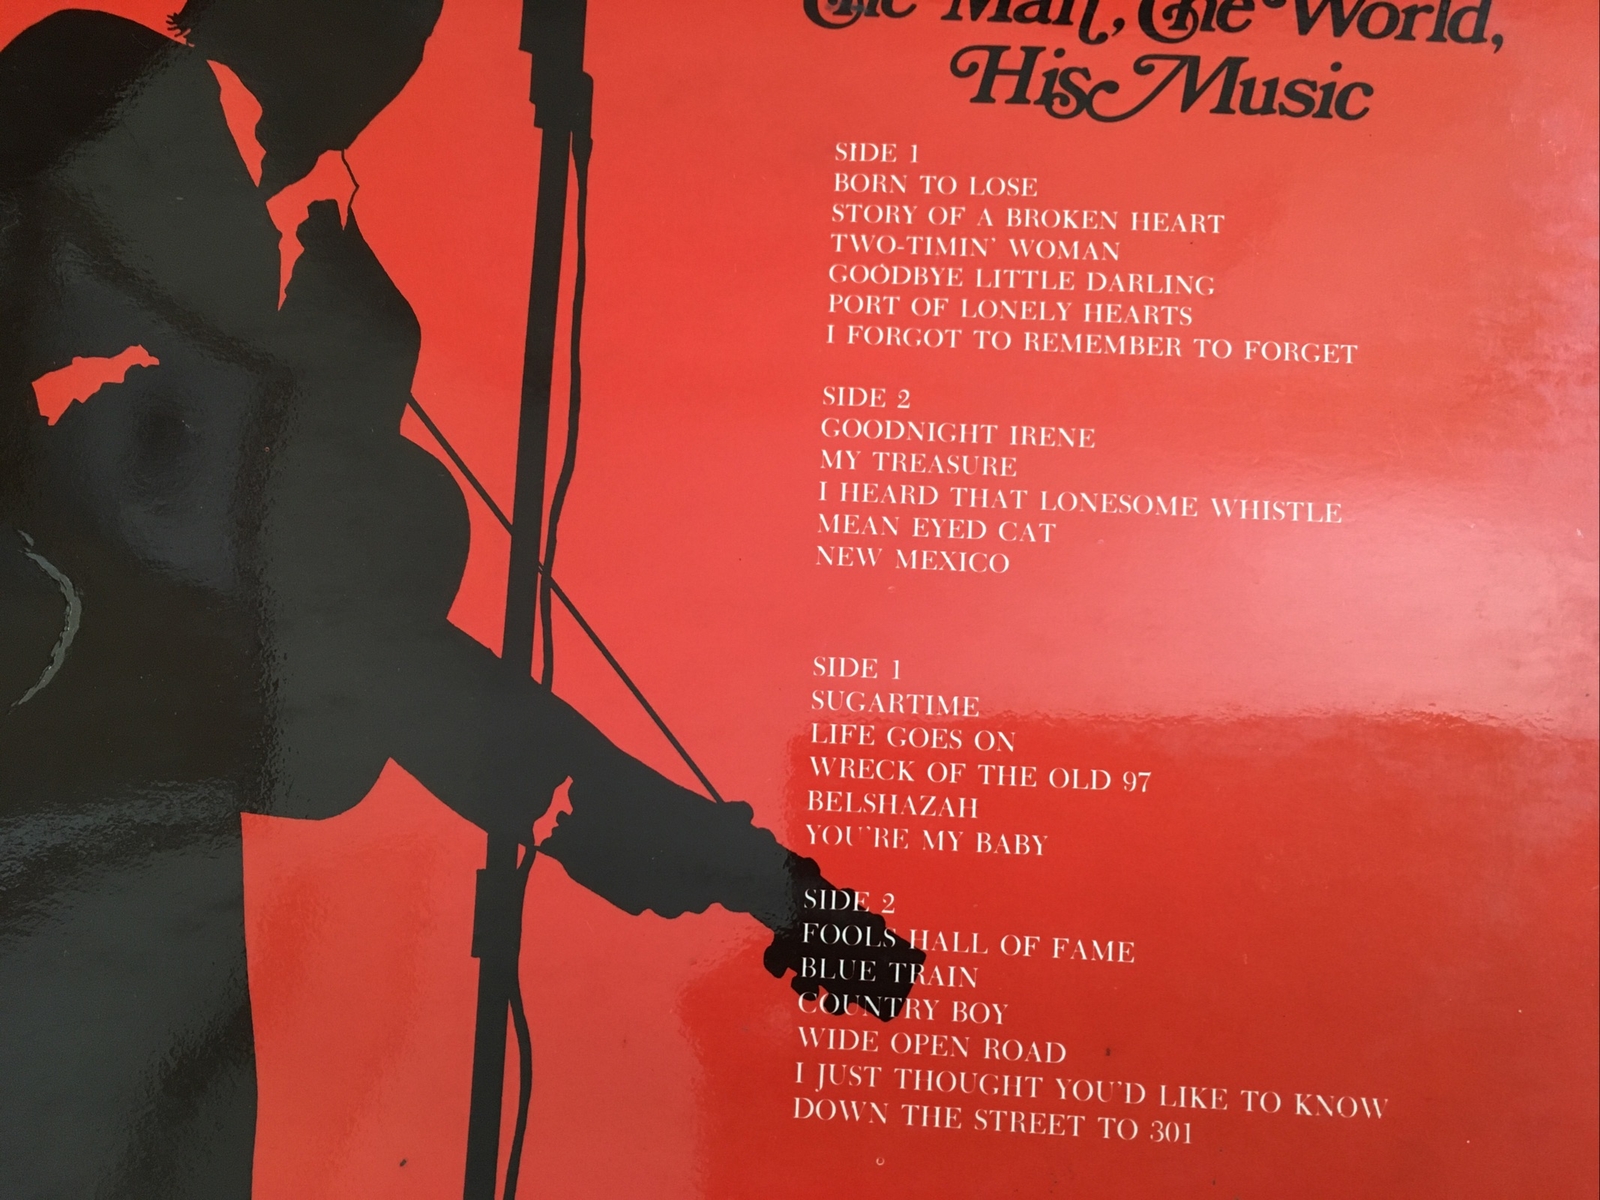 The Man, The World,
His Music
SIDE 1
BORN TO LOSE
STORY OF A BROKEN HEART
TWO-TIMIN' WOMAN
GOODBYE LITTLE DARLING
PORT OF LONELY HEARTS
I FORGOT TO REMEMBER TO FORGET
SIDE 2
GOODNIGHT IRENE
MY TREASURE
I HEARD THAT LONESOME WHISTLE
MEAN EYED CAT
NEW MEXICO
SIDE 1
SUGARTIME
LIFE GOES ON
WRECK OF THE OLD 97
BELSHAZAH
YOU'RE MY BABY
SIDE 2
FOOLS HALL OF FAME
BLUE TRAIN
COUNTRY BOY
WIDE OPEN ROAD
I JUST THOUGHT YOU'D LIKE TO KNOW
DOWN THE STREET TO 301